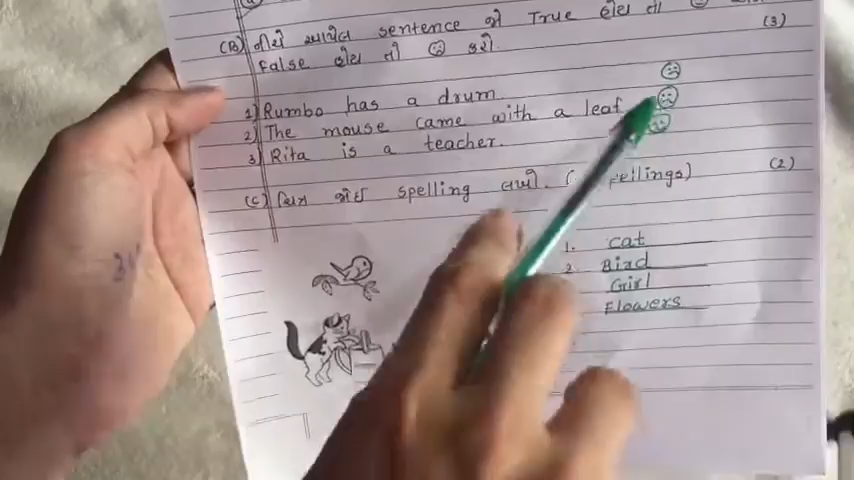 (B) નીચે આપેલ sentence જો True હોય તો
False હોય તો ☹ કરો. (3)
1) Rumbo has a drum. ☹
2) The mouse came with a leaf ☹
3) Rita is a teacher.
(C) ચિત્ર જોઈ spelling લખો. ( speilings) (2)
1. Cat
2. Bird
Girl
Flowers